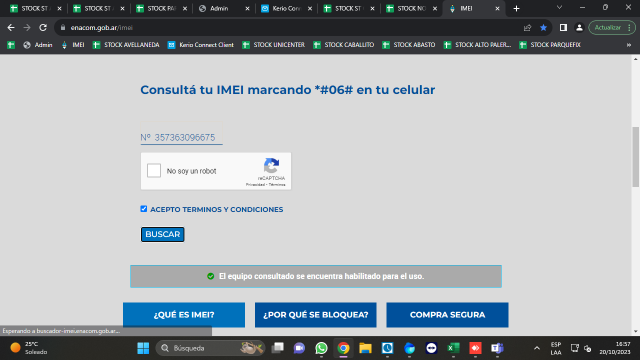 STOCK ST
STOCK ST
STOCK PA
Admin
Kerio Conn
STOCK ST
STOCK NO
IMEI
enacom.gob.ar/imei
Actualizar
Admin IMEI STOCK AVELLANEDA Kerio Connect Client STOCK UNICENTER STOCK CABALLITO STOCK ABASTO STOCK ALTO PALER... STOCK PARQUEFIX
Consultá tu IMEI marcando *#06# en tu celular
Nº 357363096675
No soy un robot
reCAPTCHA
Privacidad - Términos
ACEPTO TERMINOS Y CONDICIONES
BUSCAR
El equipo consultado se encuentra habilitado para el uso.
¿QUÉ ES IMEI? ¿POR QUÉ SE BLOQUEA? COMPRA SEGURA
Esperando a buscador-imei.enacom.gob.ar...
25°C
Soleado
Búsqueda
ESP
LAA
16:57
20/10/2023